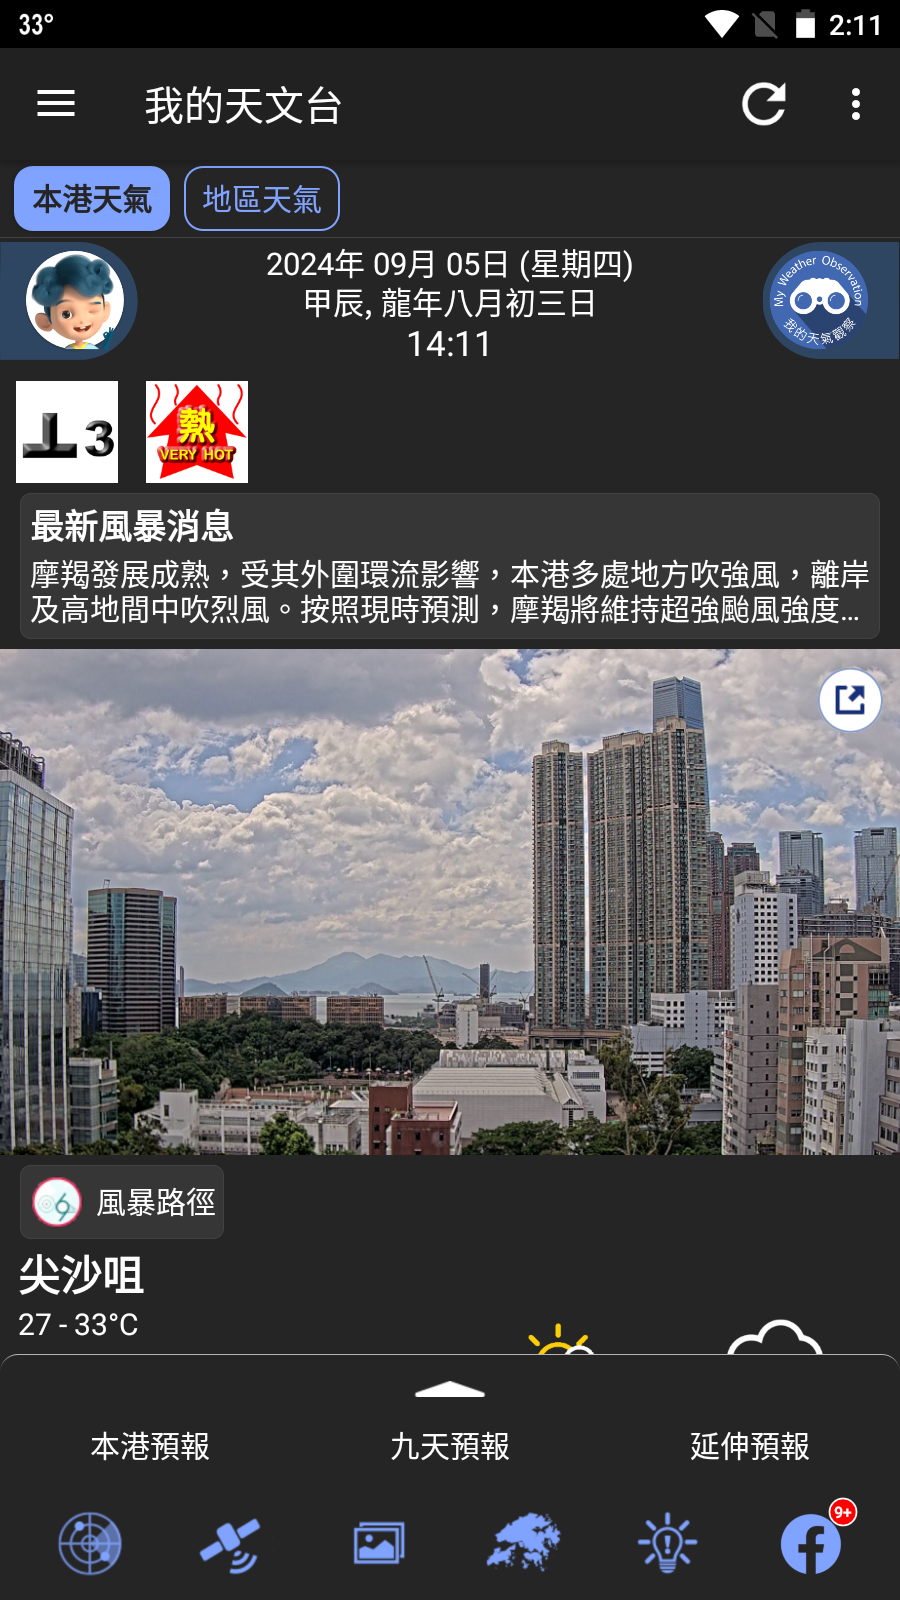 33°
2:11
我的天文台
本港天氣
地區天氣
2024年 09月 05日 (星期四)
甲辰, 龍年八月初三日
14:11
My Weather Observation
我的天氣觀察
3
熱
VERY HOT
最新風暴消息
摩羯發展成熟，受其外圍環流影響，本港多處地方吹強風，離岸
及高地間中吹烈風。按照現時預測，摩羯將維持超強颱風強度...
風暴路徑
尖沙咀
27 - 33°C
本港預報
九天預報
延伸預報
9+